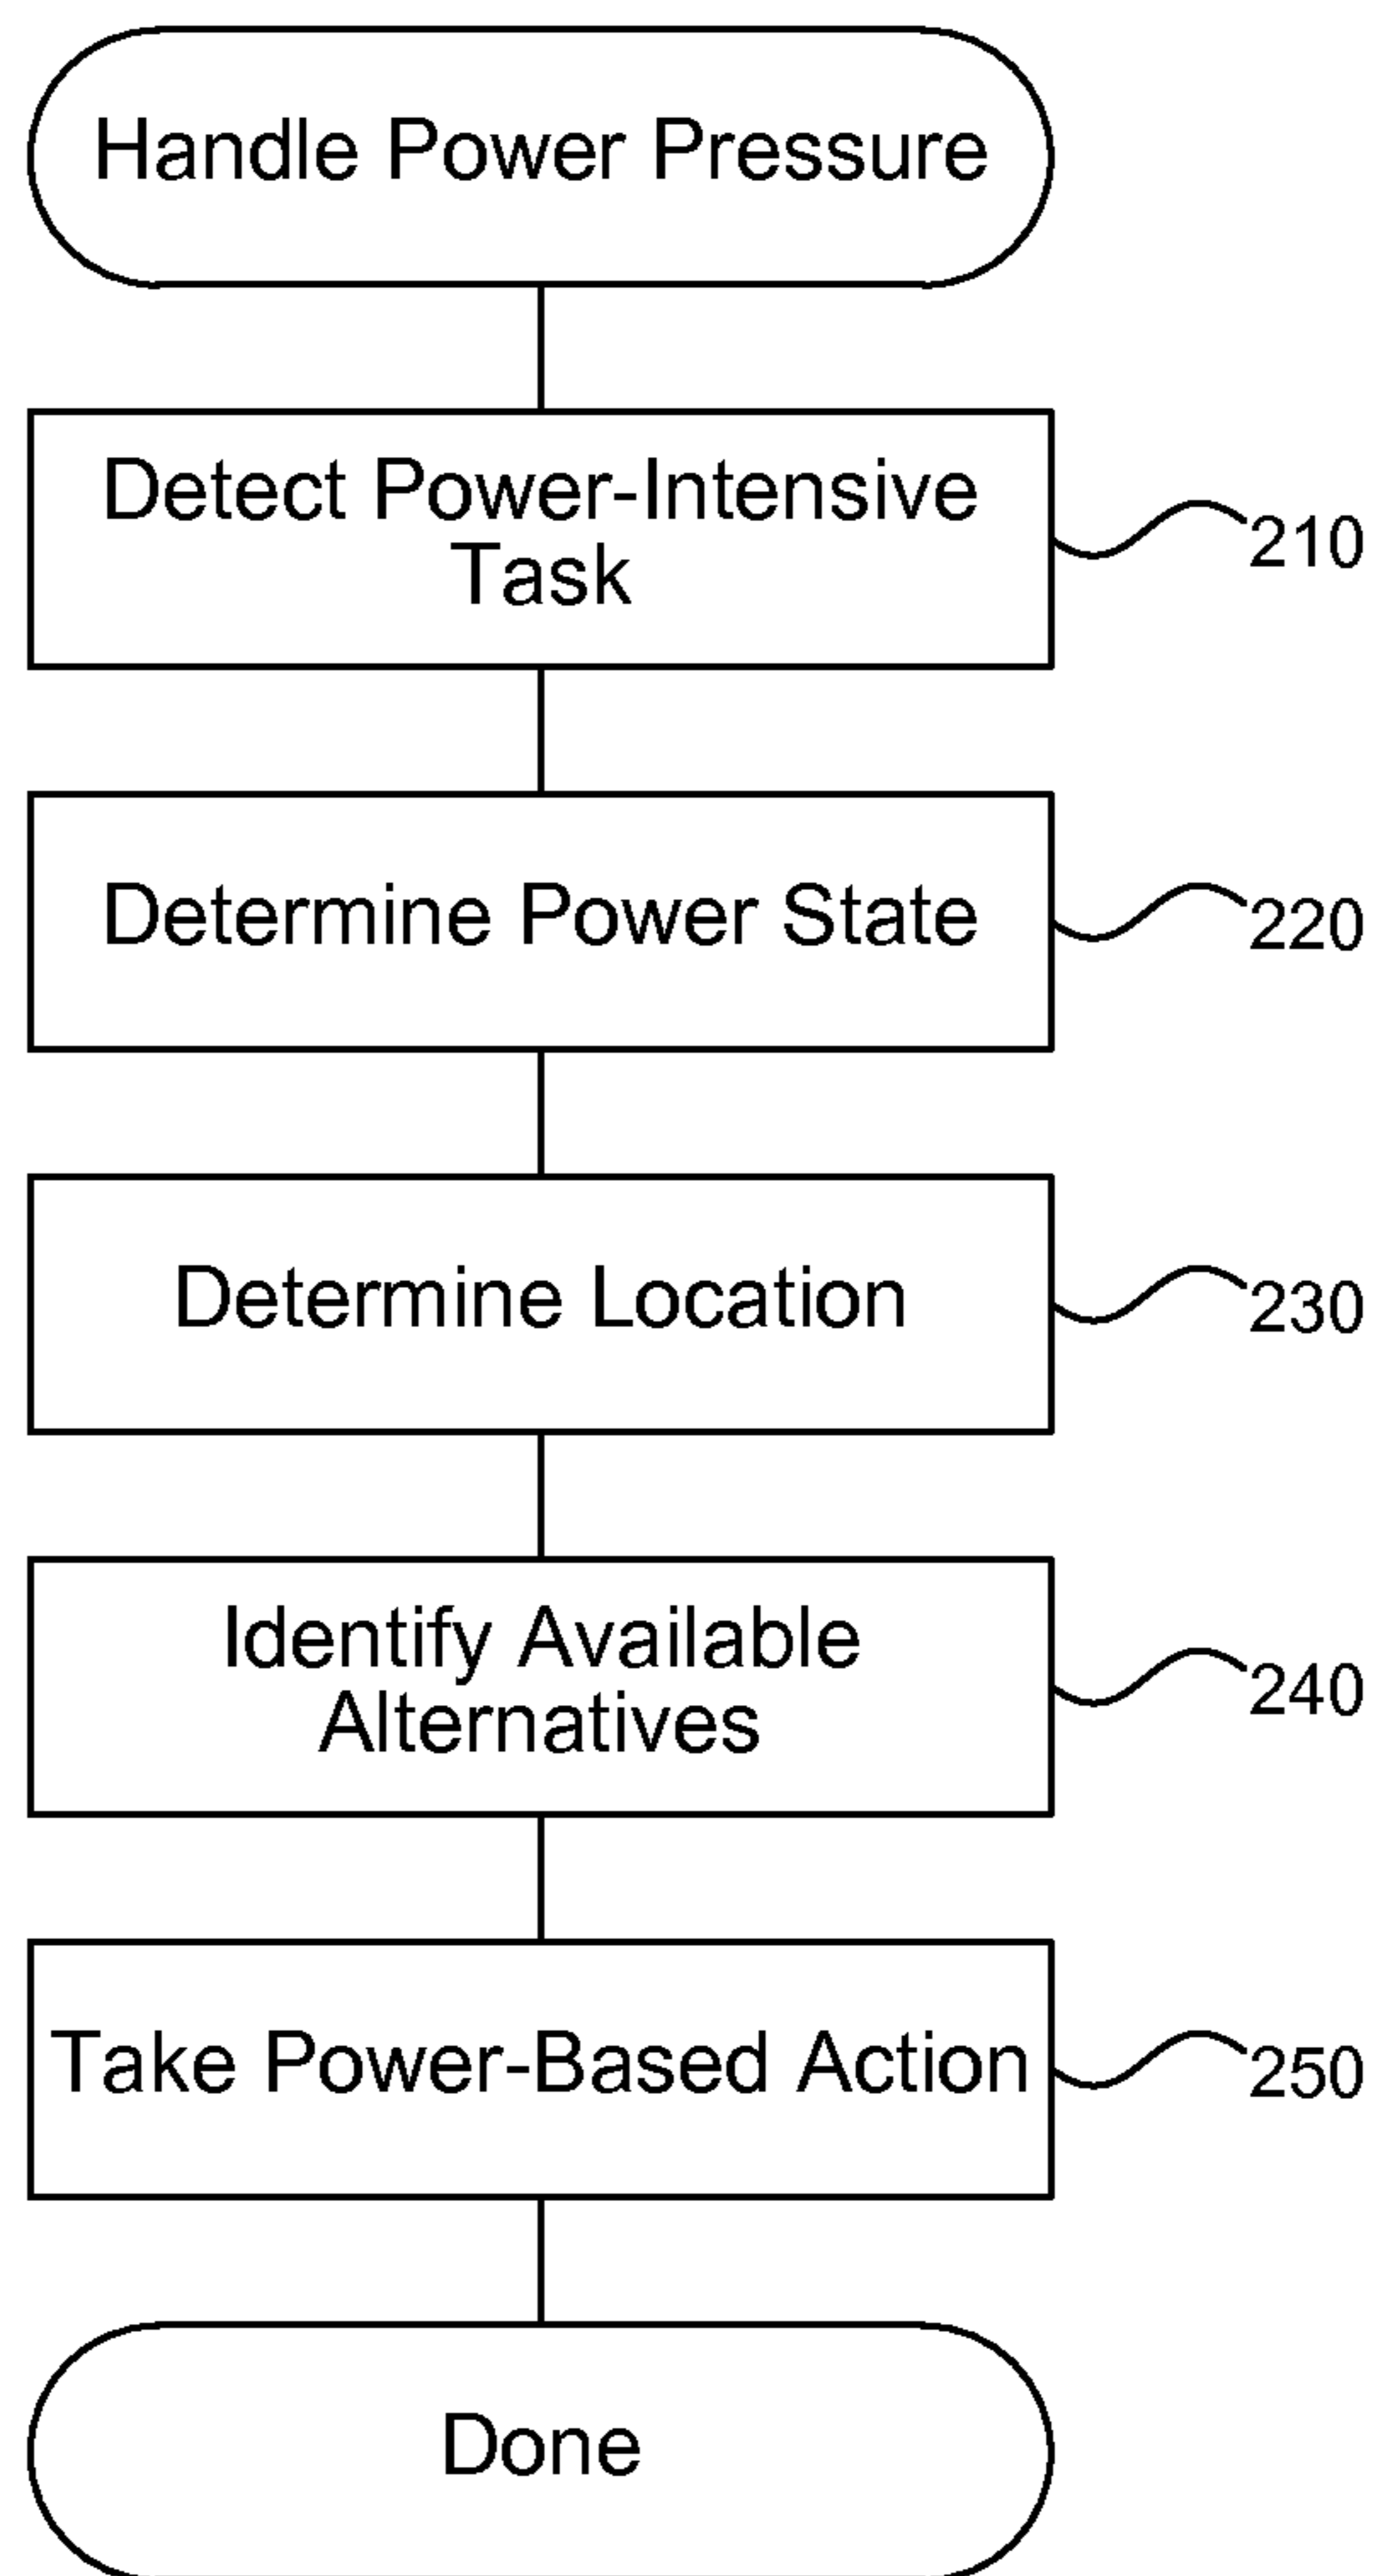 Handle Power Pressure
Detect Power-Intensive
Task
210
Determine Power State
220
Determine Location
230
Identify Available
Alternatives
240
Take Power-Based Action
250
Done